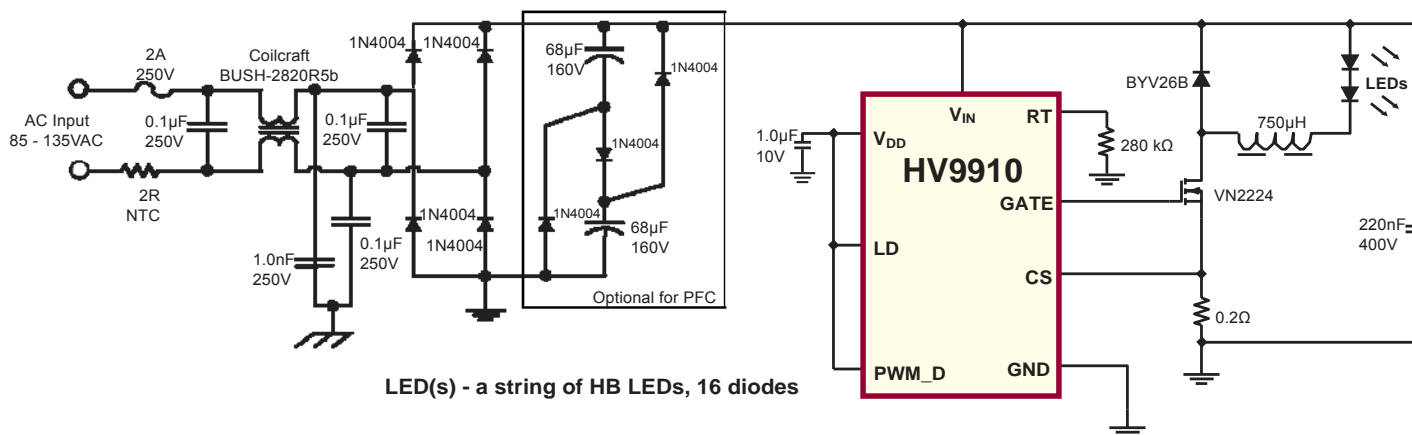 2A
250V
Coilcraft
BUSH-2820R5b
AC Input
85 - 135VAC
0.1µF
250V
0.1µF
250V
2R
NTC
1.0nF
250V
0.1µF
250V
1N4004
1N4004
1N4004
1N4004
68µF
160V
1N4004
1N4004
1N4004
68µF
160V
Optional for PFC
1.0µF
10V
VIN
RT
VDD
HV9910
GATE
LD
CS
PWM_D
GND
280 kΩ
BYV26B
LEDs
750µH
VN2224
220nF
400V
0.2Ω
LED(s) - a string of HB LEDs, 16 diodes